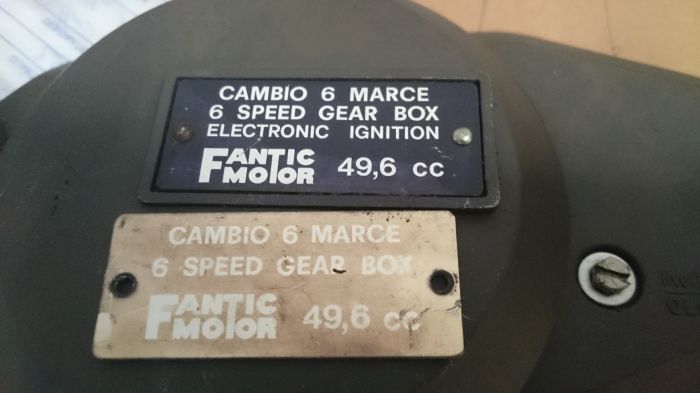 CAMBIO 6 MARCE
6 SPEED GEAR BOX
ELECTRONIC IGNITION
FANTIC MOTOR 49,6 cc
CAMBIO 6 MARCE
6 SPEED GEAR BOX
FANTIC MOTOR 49,6 cc